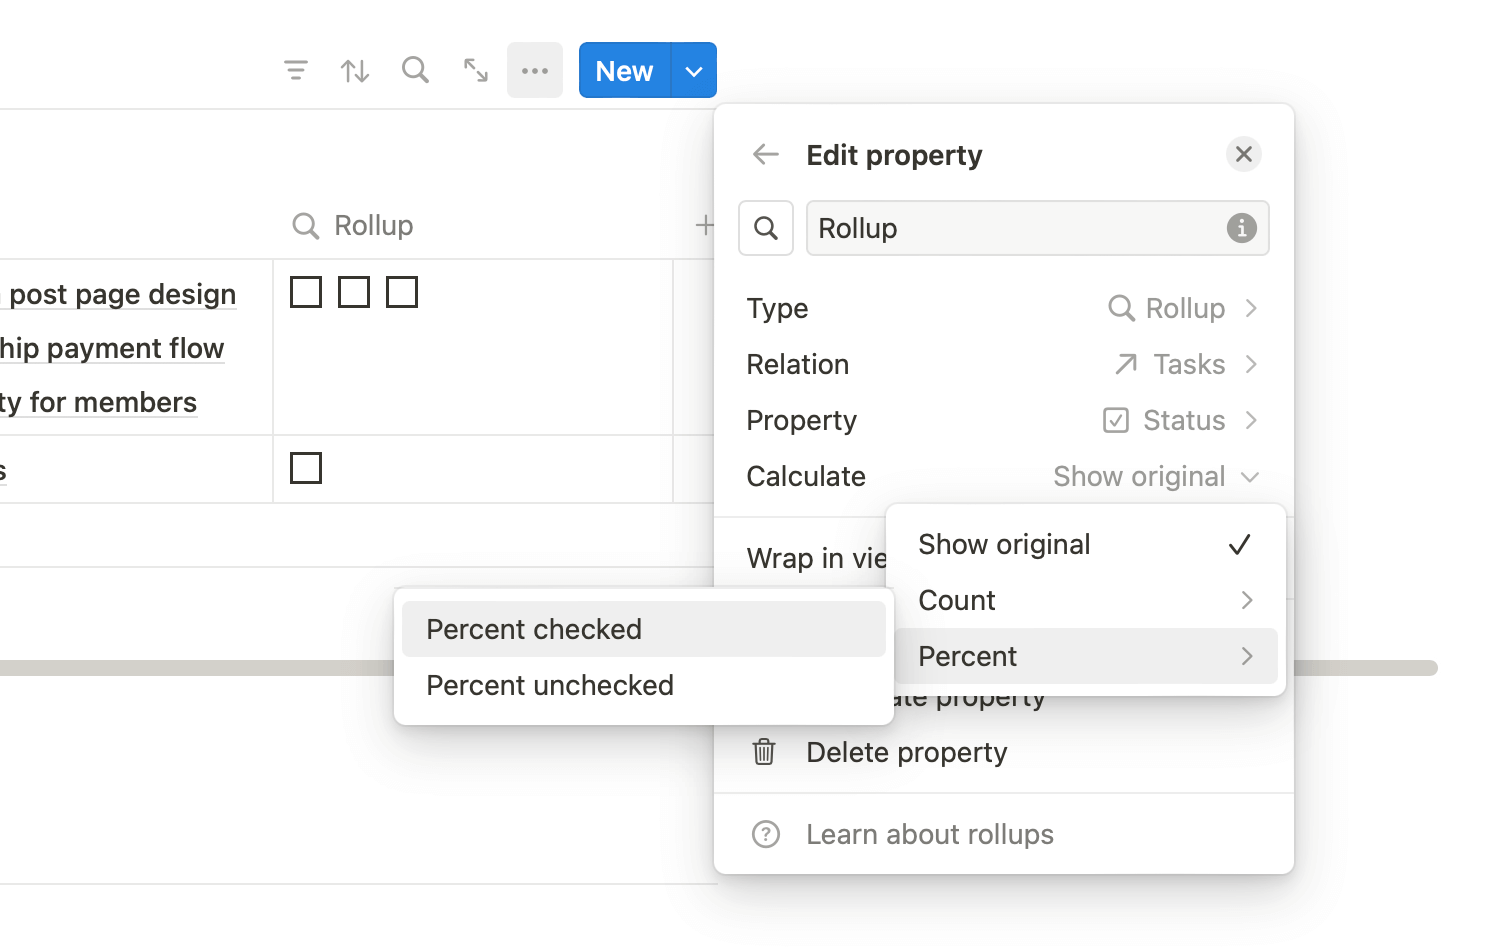 New
Edit property
Rollup
Rollup
Type Rollup
post page design
hip payment flow
Relation Tasks
ty for members
Property Status
s
Calculate Show original
Show original
Wrap in vie
Count
Percent checked
Percent
Percent unchecked
ate property
Delete property
Learn about rollups